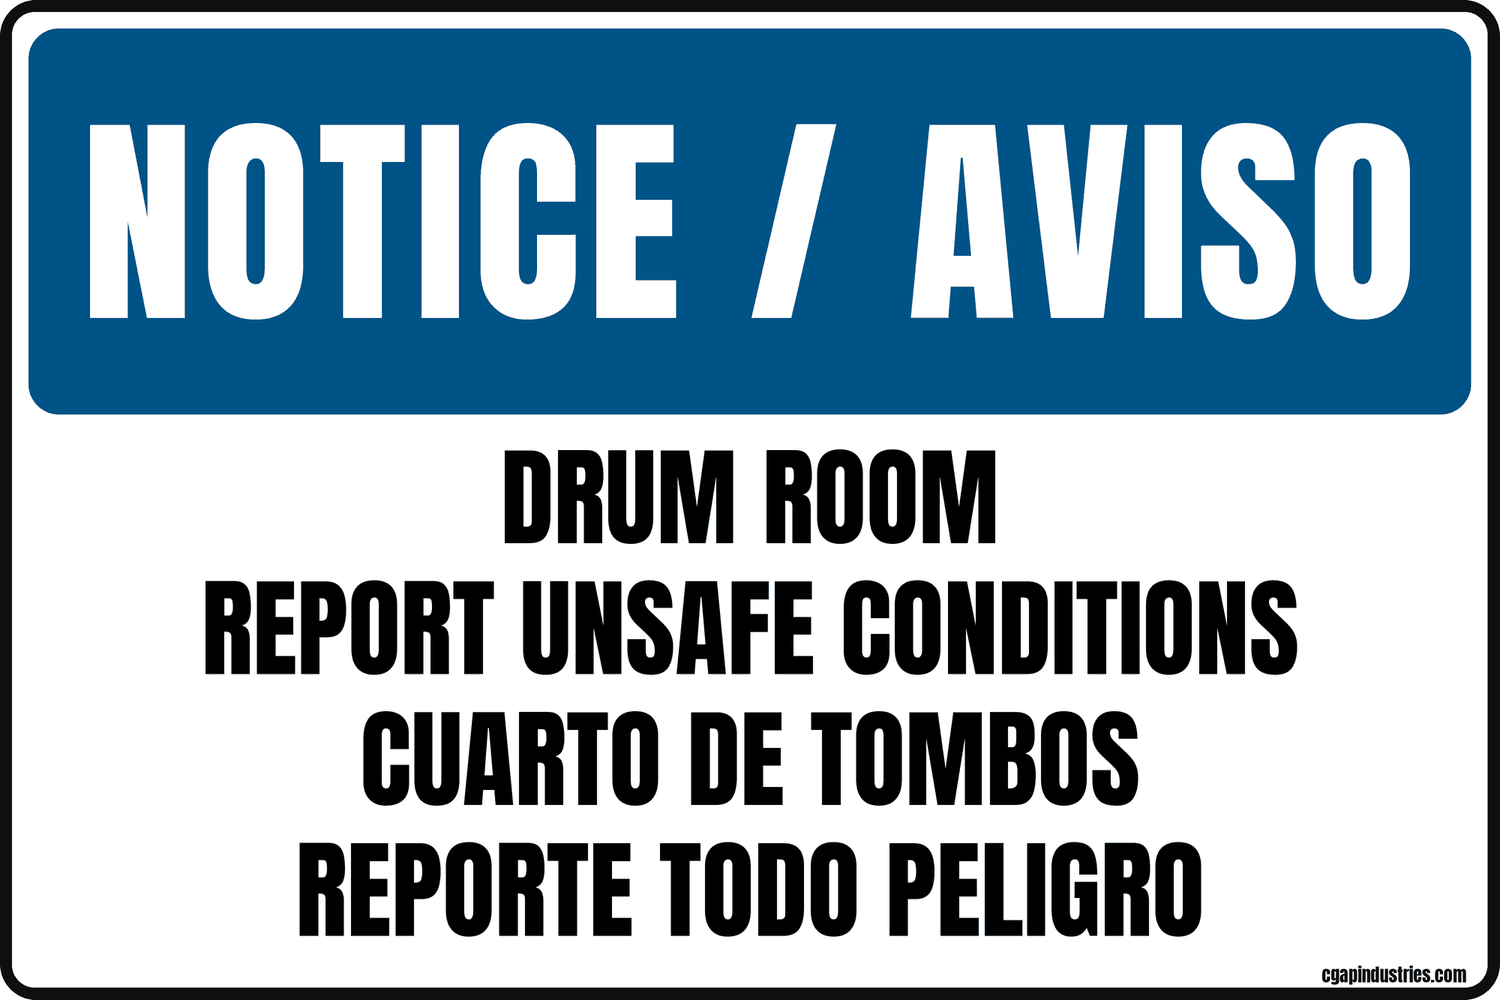 NOTICE / AVISO
DRUM ROOM
REPORT UNSAFE CONDITIONS
CUARTO DE TOMBOS
REPORTE TODO PELIGRO
cgapindustries.com